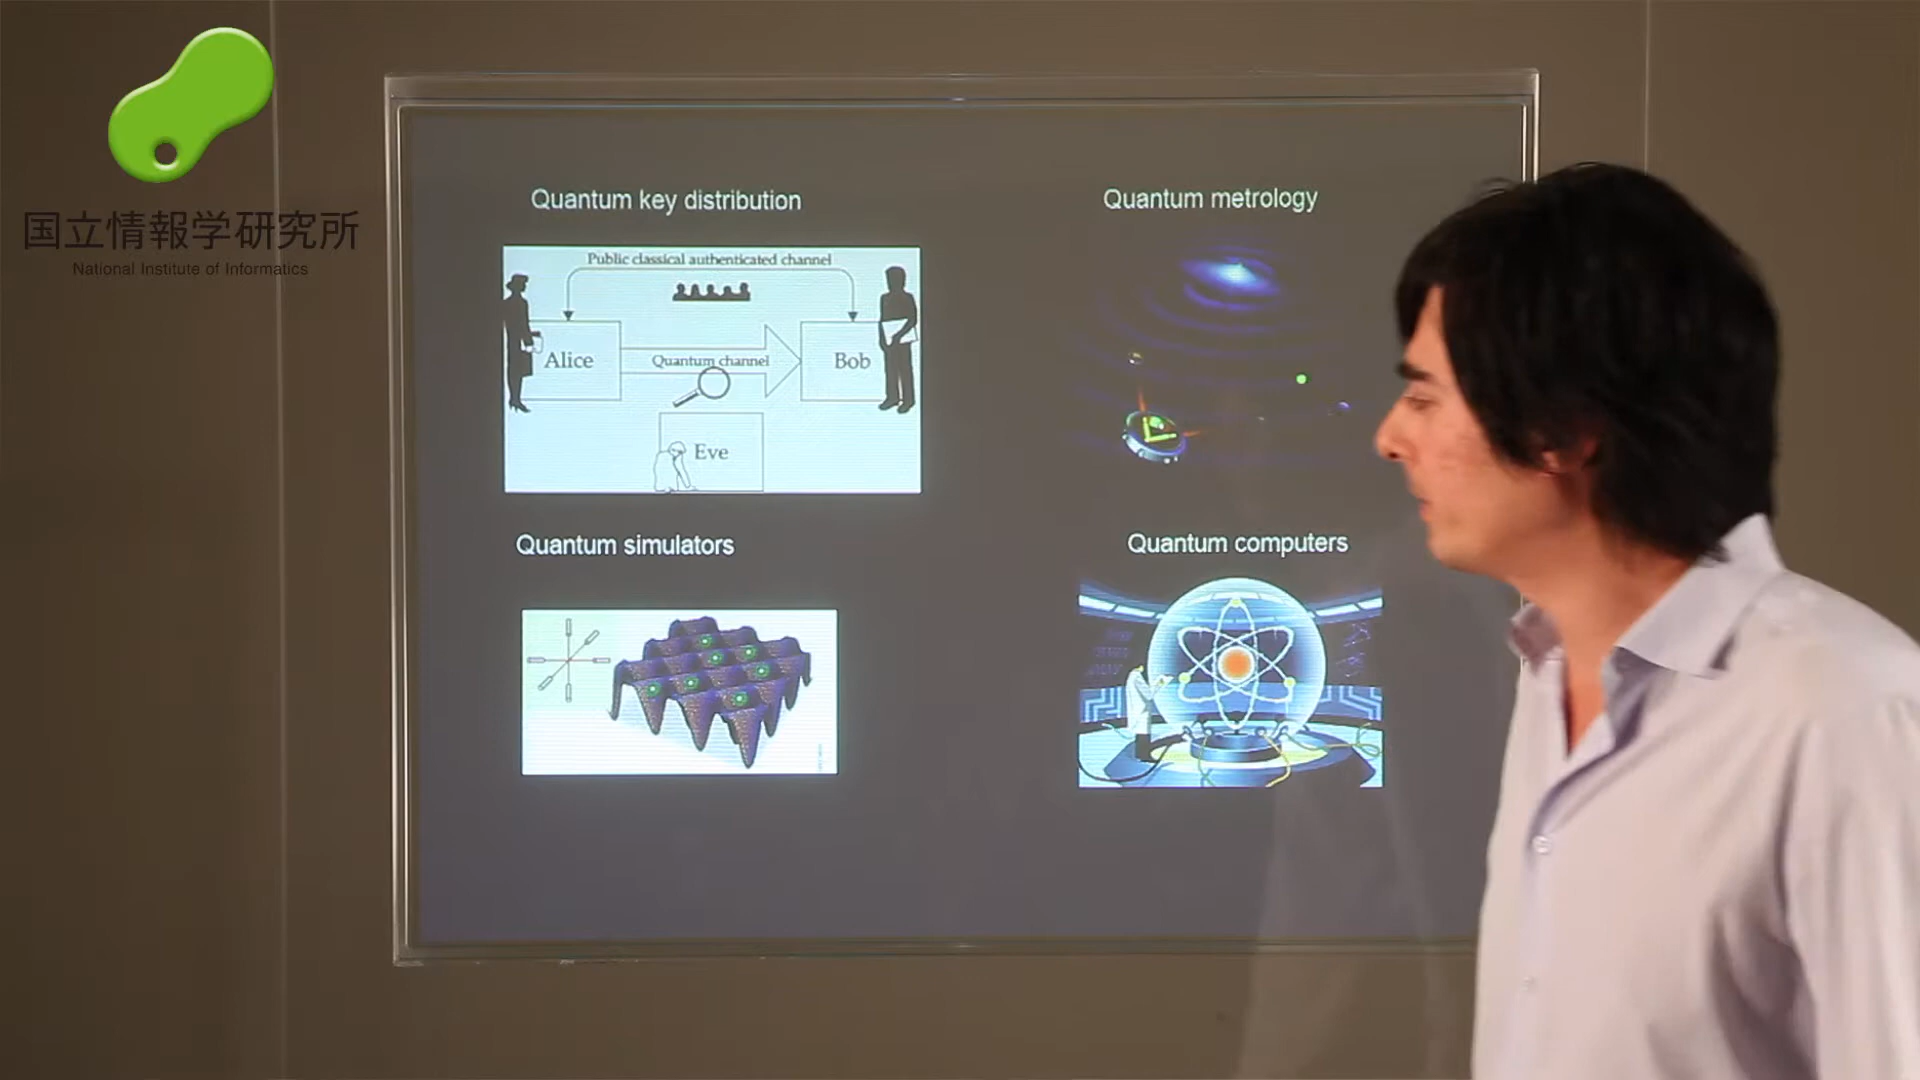 国立情報学研究所
National Institute of Informatics
Quantum key distribution
Public classical authenticated channel
Alice
Quantum channel
Bob
Eve
Quantum metrology
Quantum simulators
Quantum computers